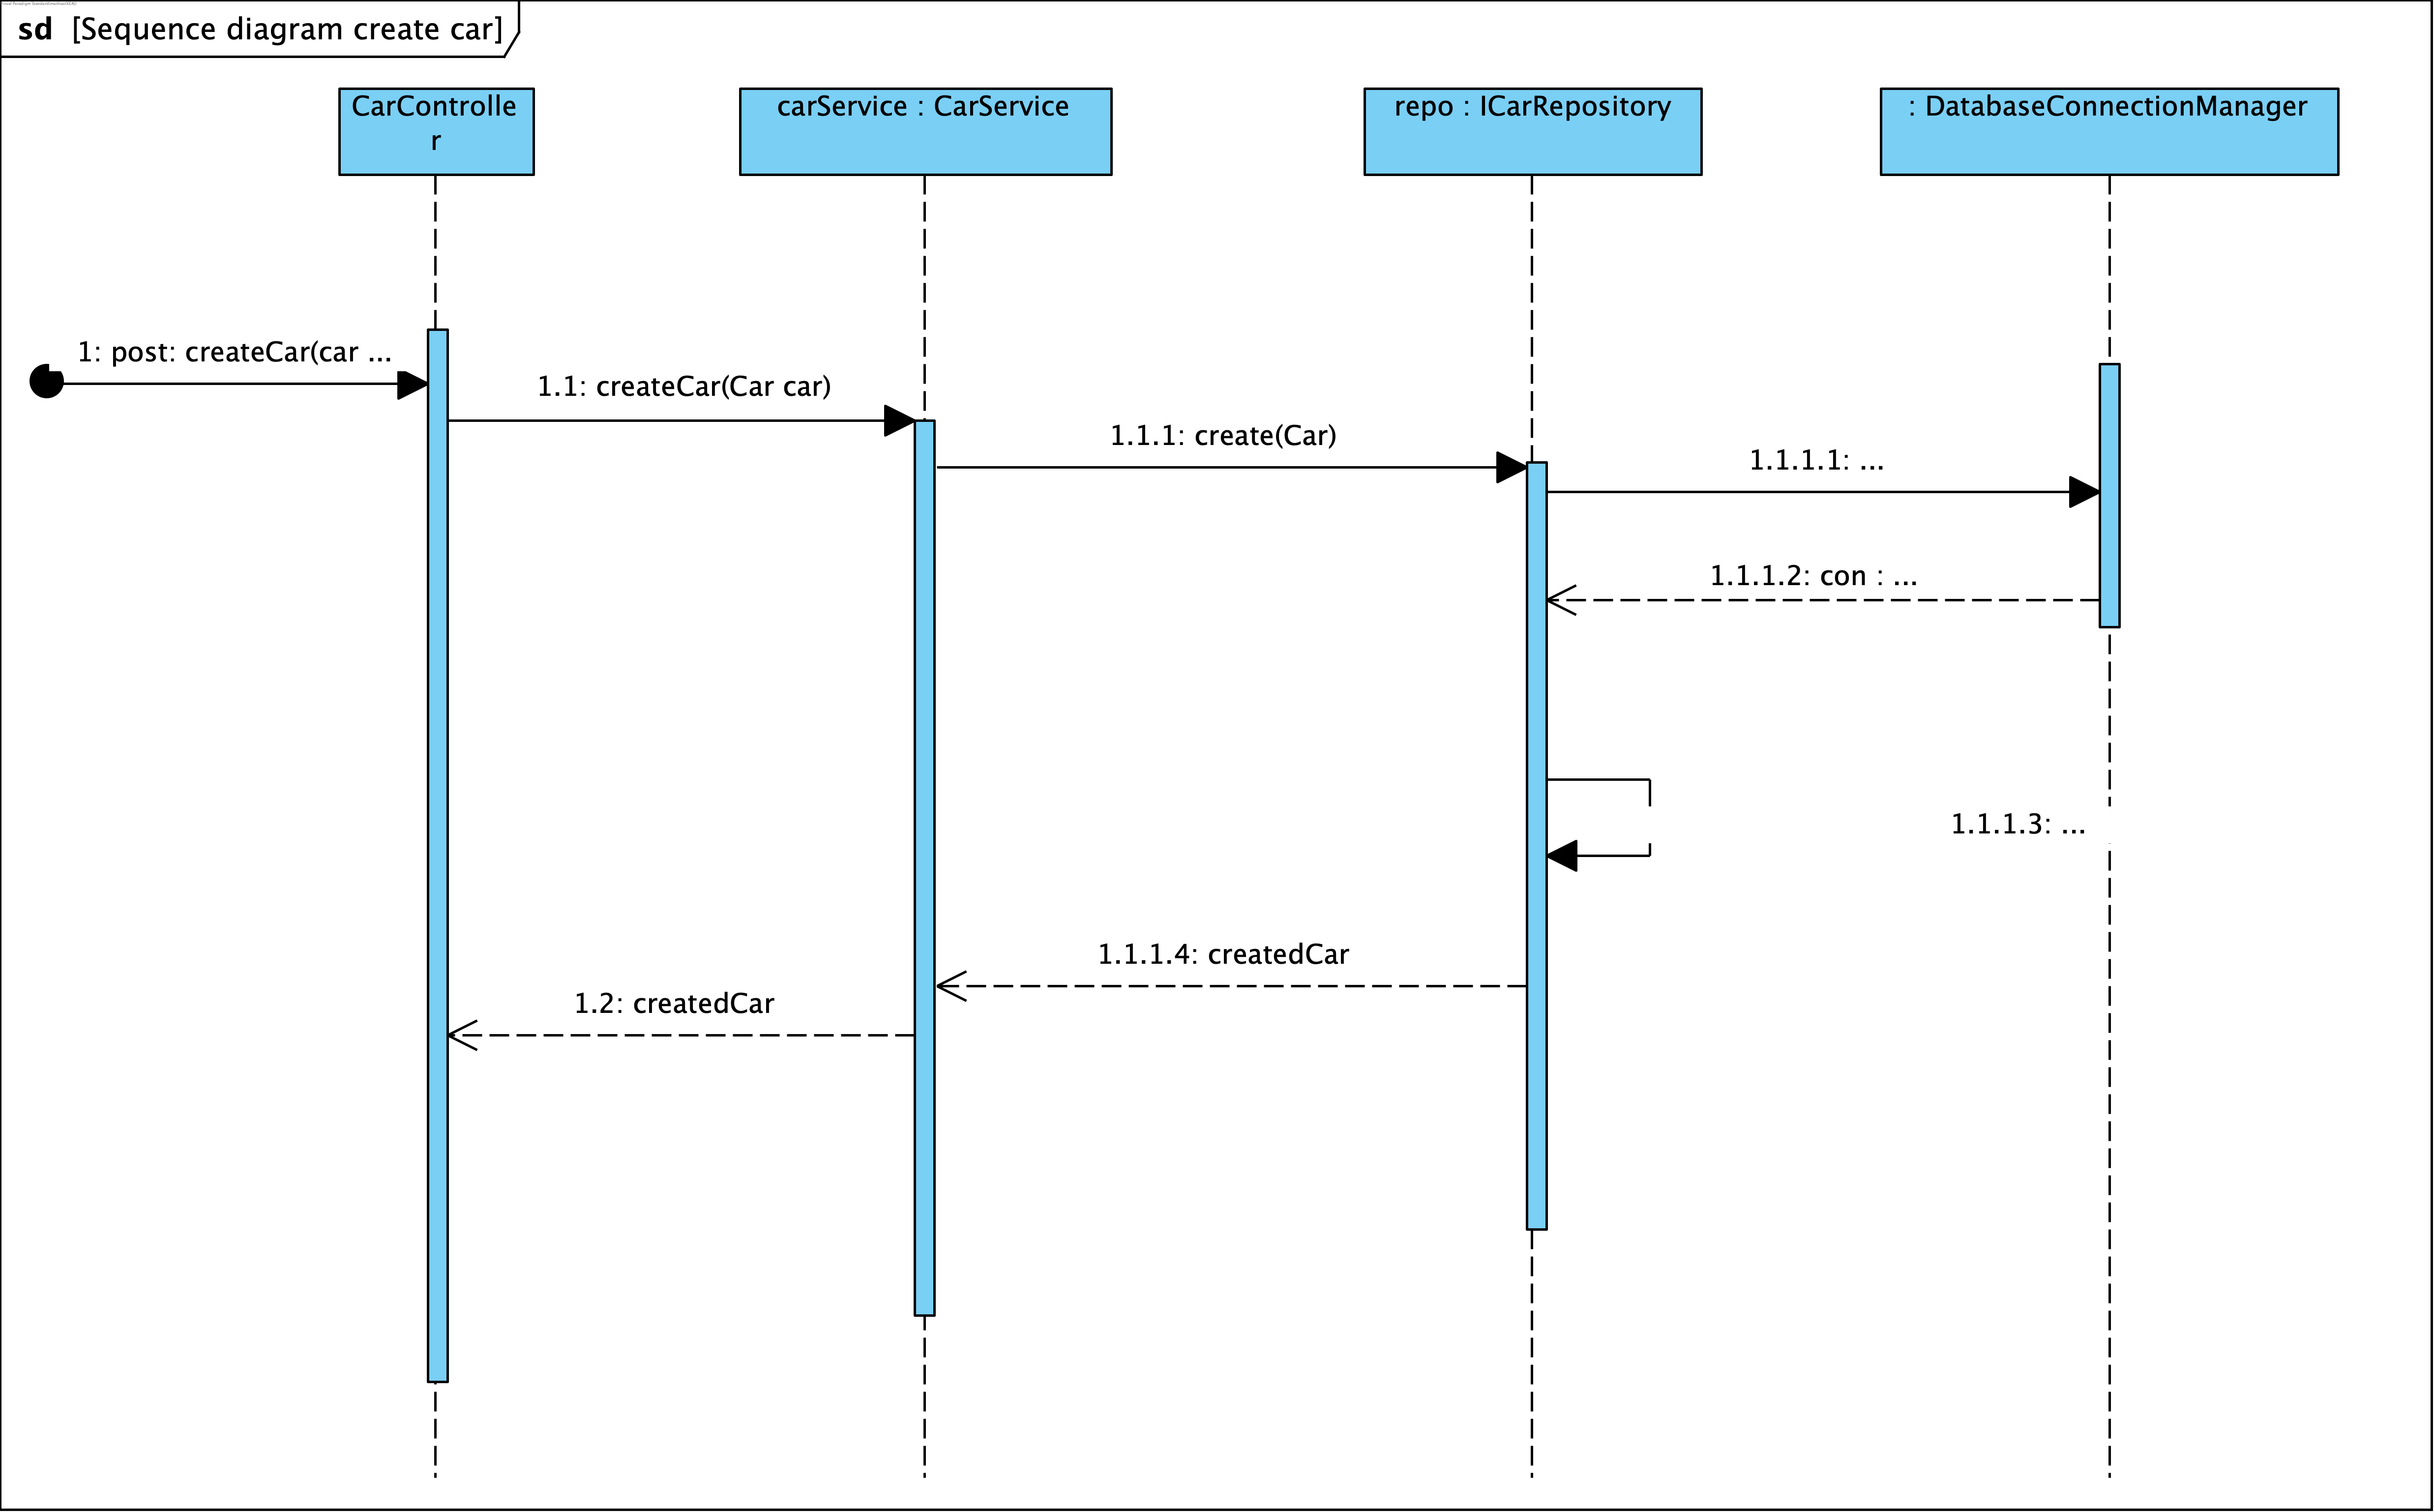 sd [Sequence diagram create car]
CarControlle
r
carService : CarService
repo : ICarRepository
: DatabaseConnectionManager
1: post: createCar(car ...
1.1: createCar(Car car)
1.1.1: create(Car)
1.1.1.1: ...
1.1.1.2: con : ...
1.1.1.3: ...
1.1.1.4: createdCar
1.2: createdCar